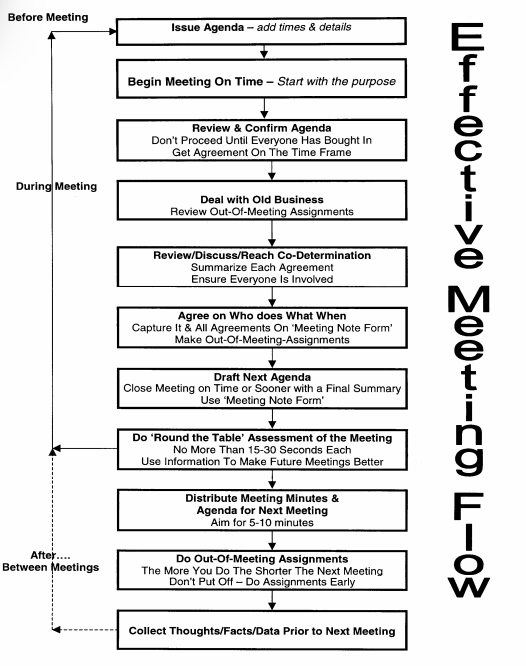 Before Meeting
Issue Agenda – add times & details
Begin Meeting On Time – Start with the purpose
Review & Confirm Agenda
Don't Proceed Until Everyone Has Bought In
Get Agreement On The Time Frame
During Meeting
Deal with Old Business
Review Out-Of-Meeting Assignments
Review/Discuss/Reach Co-Determination
Summarize Each Agreement
Ensure Everyone Is Involved
Agree on Who does What When
Capture It & All Agreements On 'Meeting Note Form'
Make Out-Of-Meeting-Assignments
Draft Next Agenda
Close Meeting on Time or Sooner with a Final Summary
Use 'Meeting Note Form'
Do 'Round the Table' Assessment of the Meeting
No More Than 15-30 Seconds Each
Use Information To Make Future Meetings Better
Distribute Meeting Minutes &
Agenda for Next Meeting
Aim for 5-10 minutes
After....
Between Meetings
Do Out-Of-Meeting Assignments
The More You Do The Shorter The Next Meeting
Don't Put Off – Do Assignments Early
Collect Thoughts/Facts/Data Prior to Next Meeting
Effective Meeting Flow